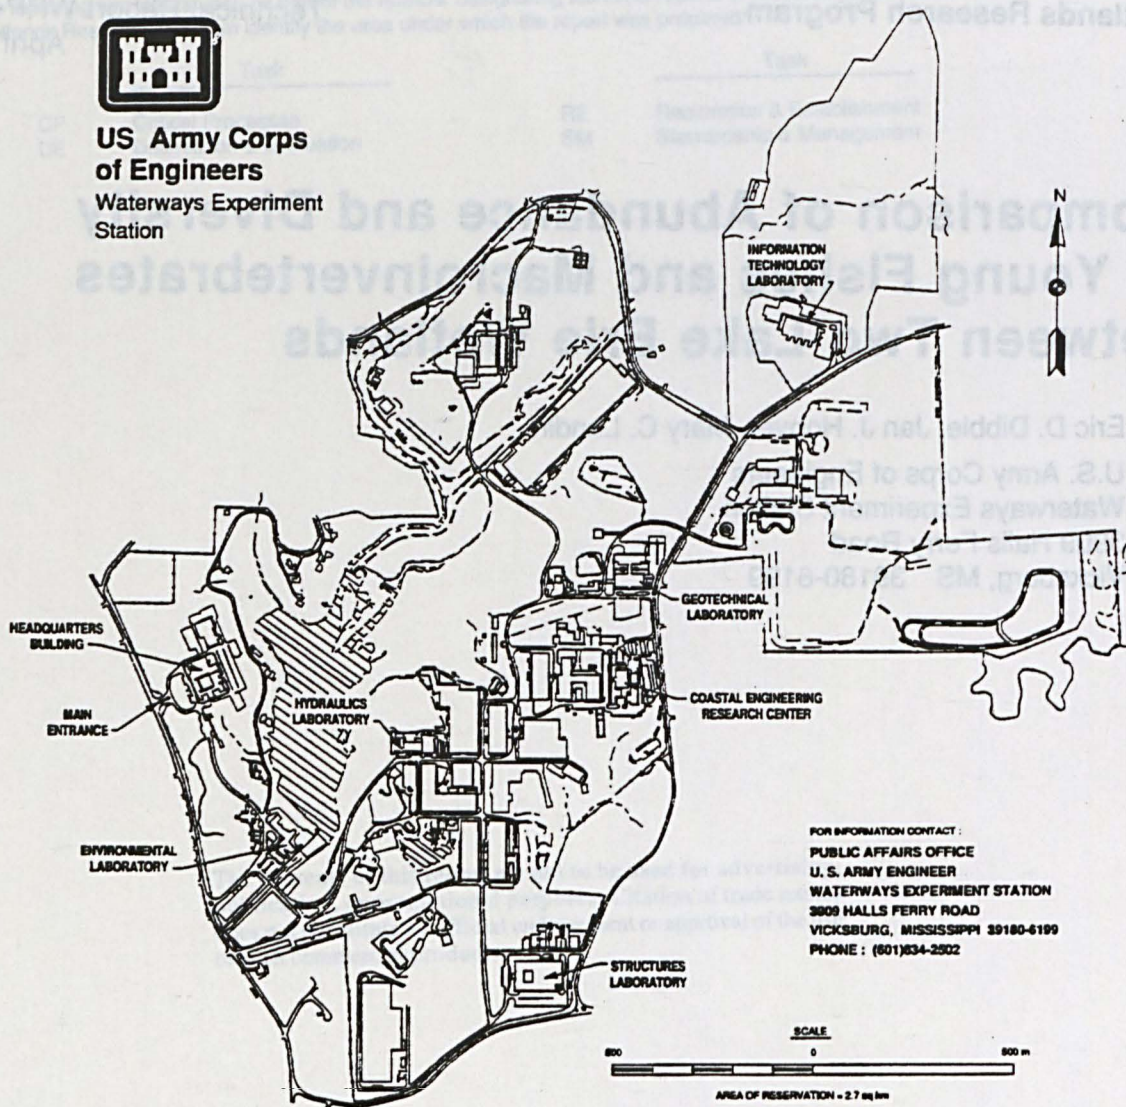 US Army Corps
of Engineers
Waterways Experiment
Station
N
INFORMATION
TECHNOLOGY
LABORATORY
GEOTECHNICAL
LABORATORY
HEADQUARTERS
BUILDING
HYDRAULICS
LABORATORY
COASTAL ENGINEERING
RESEARCH CENTER
MAIN
ENTRANCE
ENVIRONMENTAL
LABORATORY
FOR INFORMATION CONTACT :
PUBLIC AFFAIRS OFFICE
U. S. ARMY ENGINEER
WATERWAYS EXPERIMENT STATION
3909 HALLS FERRY ROAD
VICKSBURG, MISSISSIPPI 39180-6199
PHONE : (601)634-2502
STRUCTURES
LABORATORY
SCALE
500 0 500 m
AREA OF RESERVATION = 2.7 sq km